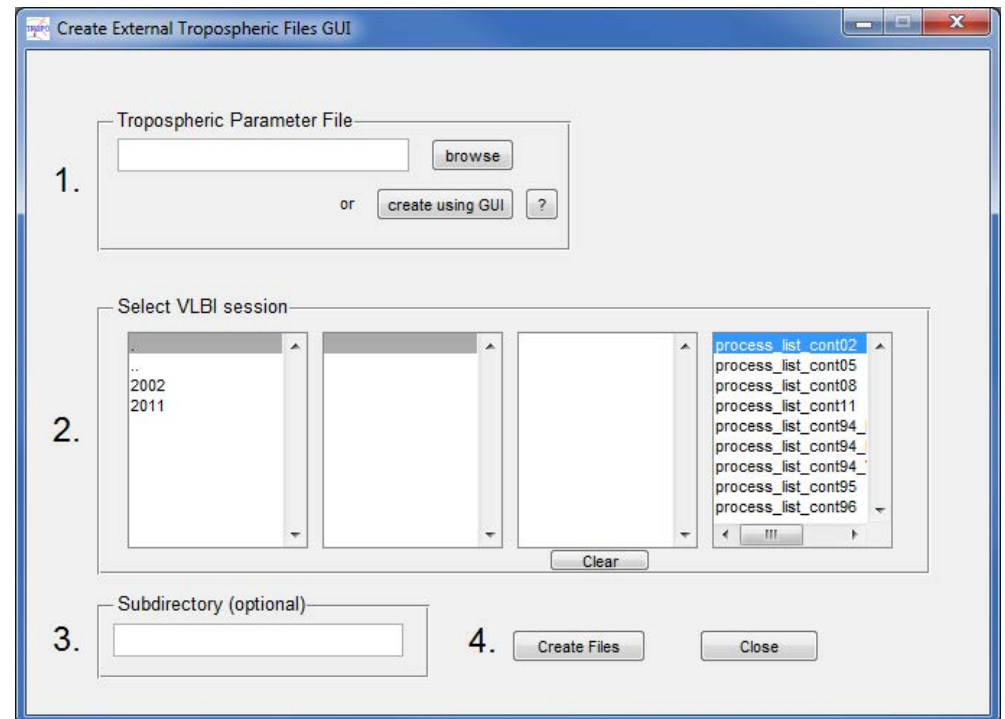 TROPO Create External Tropospheric Files GUI
Tropospheric Parameter File
1.
browse
or create using GUI ?
Select VLBI session
2.
.
..
2002
2011
process_list_cont02
process_list_cont05
process_list_cont08
process_list_cont11
process_list_cont94_
process_list_cont94_
process_list_cont94_
process_list_cont95
process_list_cont96
Clear
3.
Subdirectory (optional)
4.
Create Files
Close